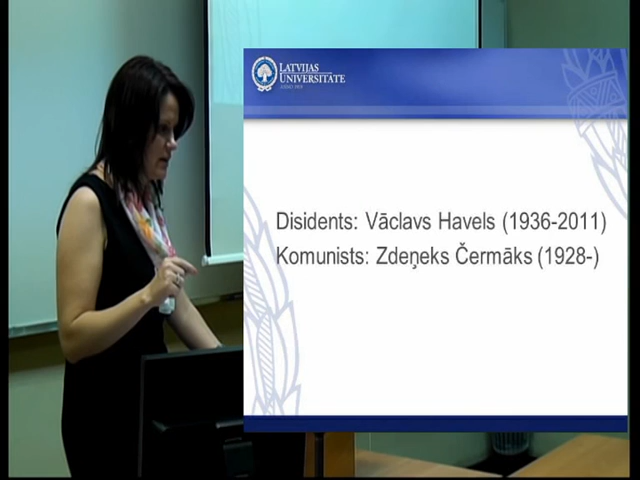 LATVIJAS
UNIVERSITĀTE
Disidents: Vāclavs Havels (1936-2011)
Komunists: Zdeņeks Čermāks (1928-)